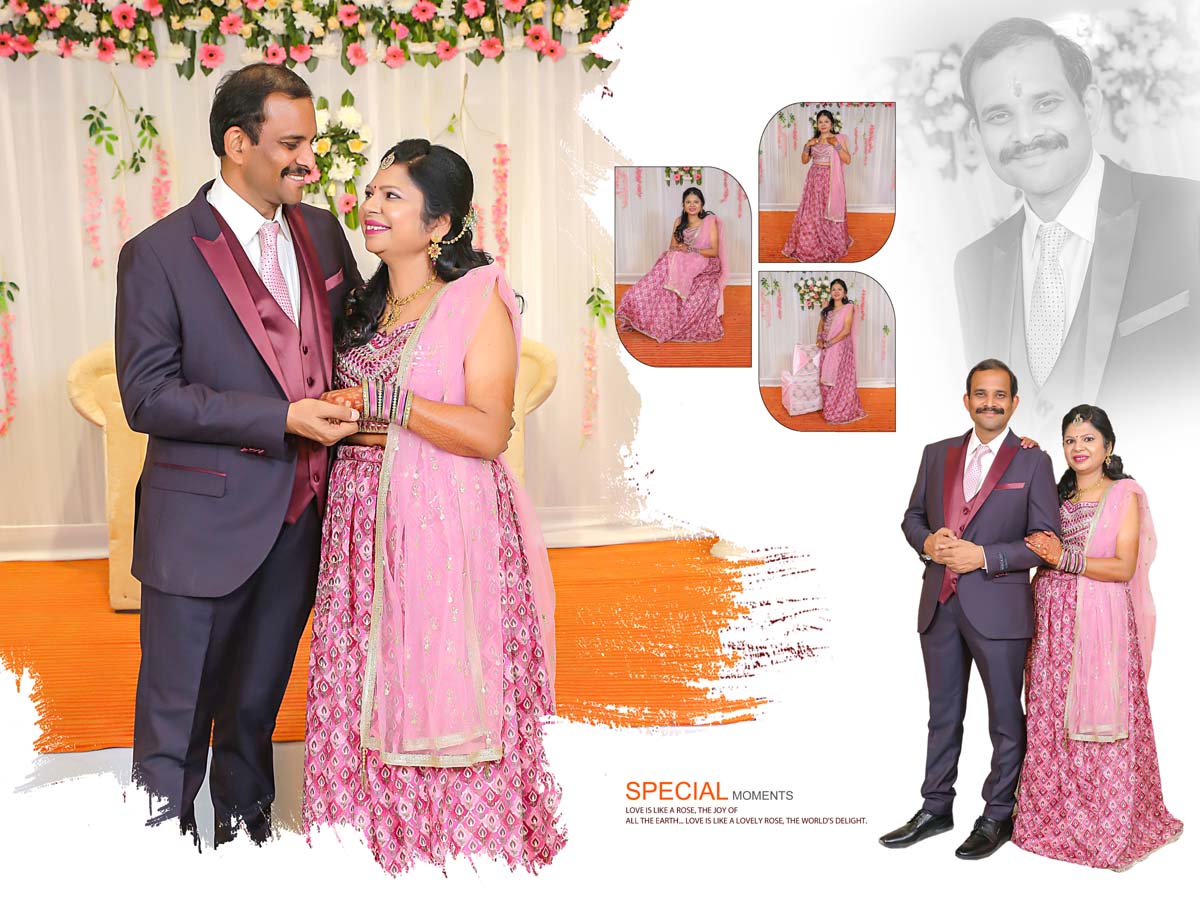 SPECIAL MOMENTS
LOVE IS LIKE A ROSE, THE JOY OF
ALL THE EARTH... LOVE IS LIKE A LOVELY ROSE, THE WORLD'S DELIGHT.